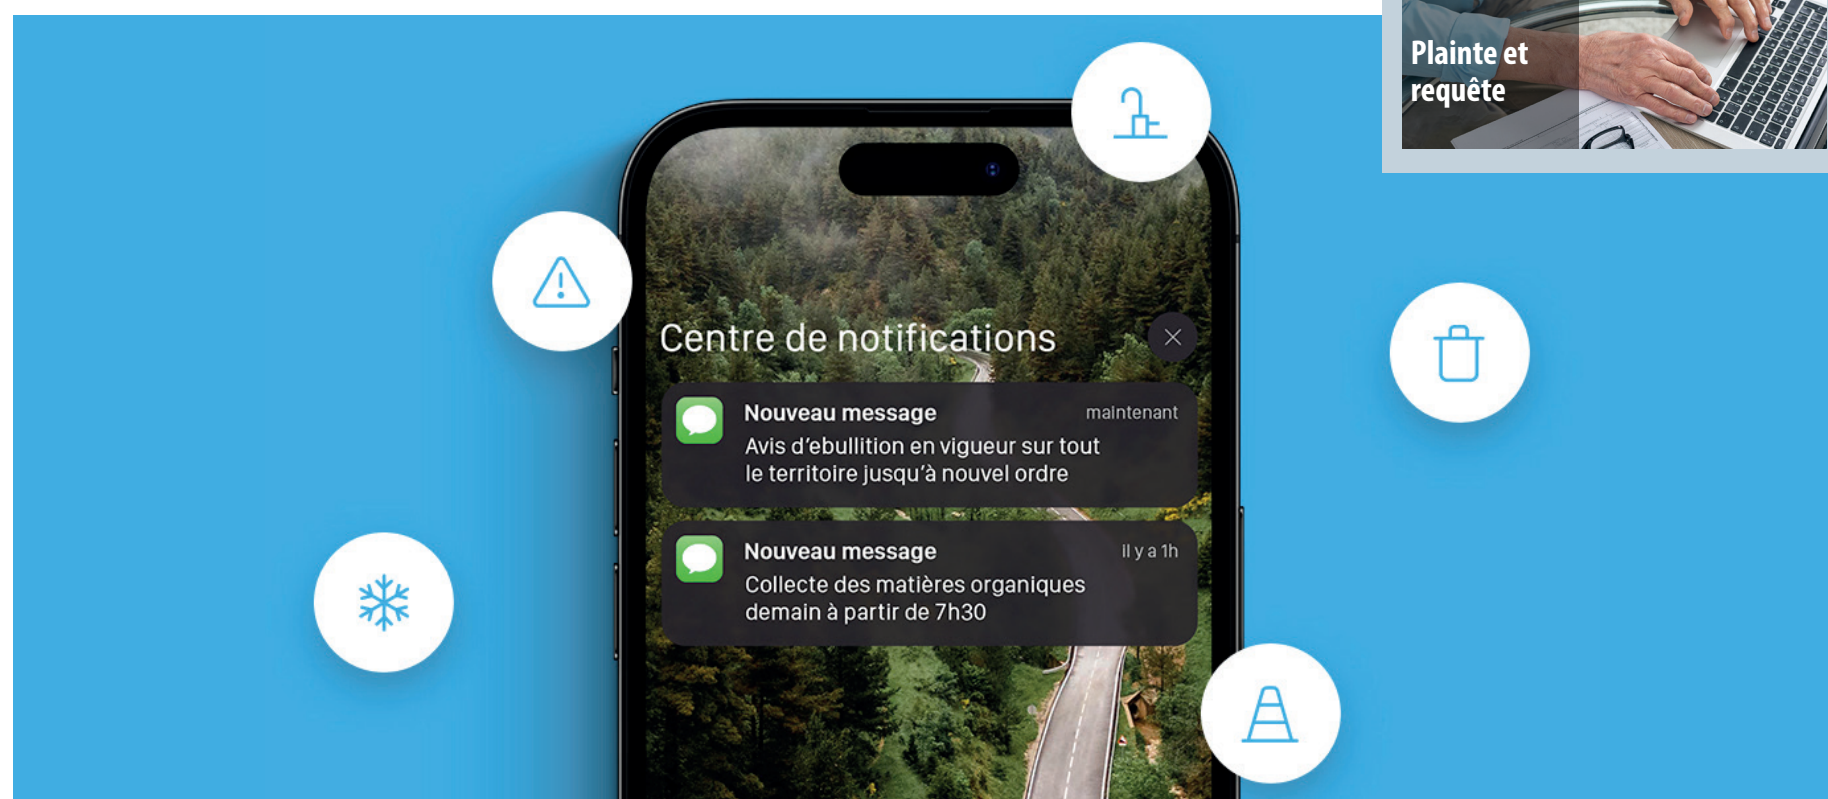 Plainte et
requête
Centre de notifications
Nouveau message
maintenant
Avis d’ebullition en vigueur sur tout
le territoire jusqu’à nouvel ordre
Nouveau message
il y a 1h
Collecte des matières organiques
demain à partir de 7h30